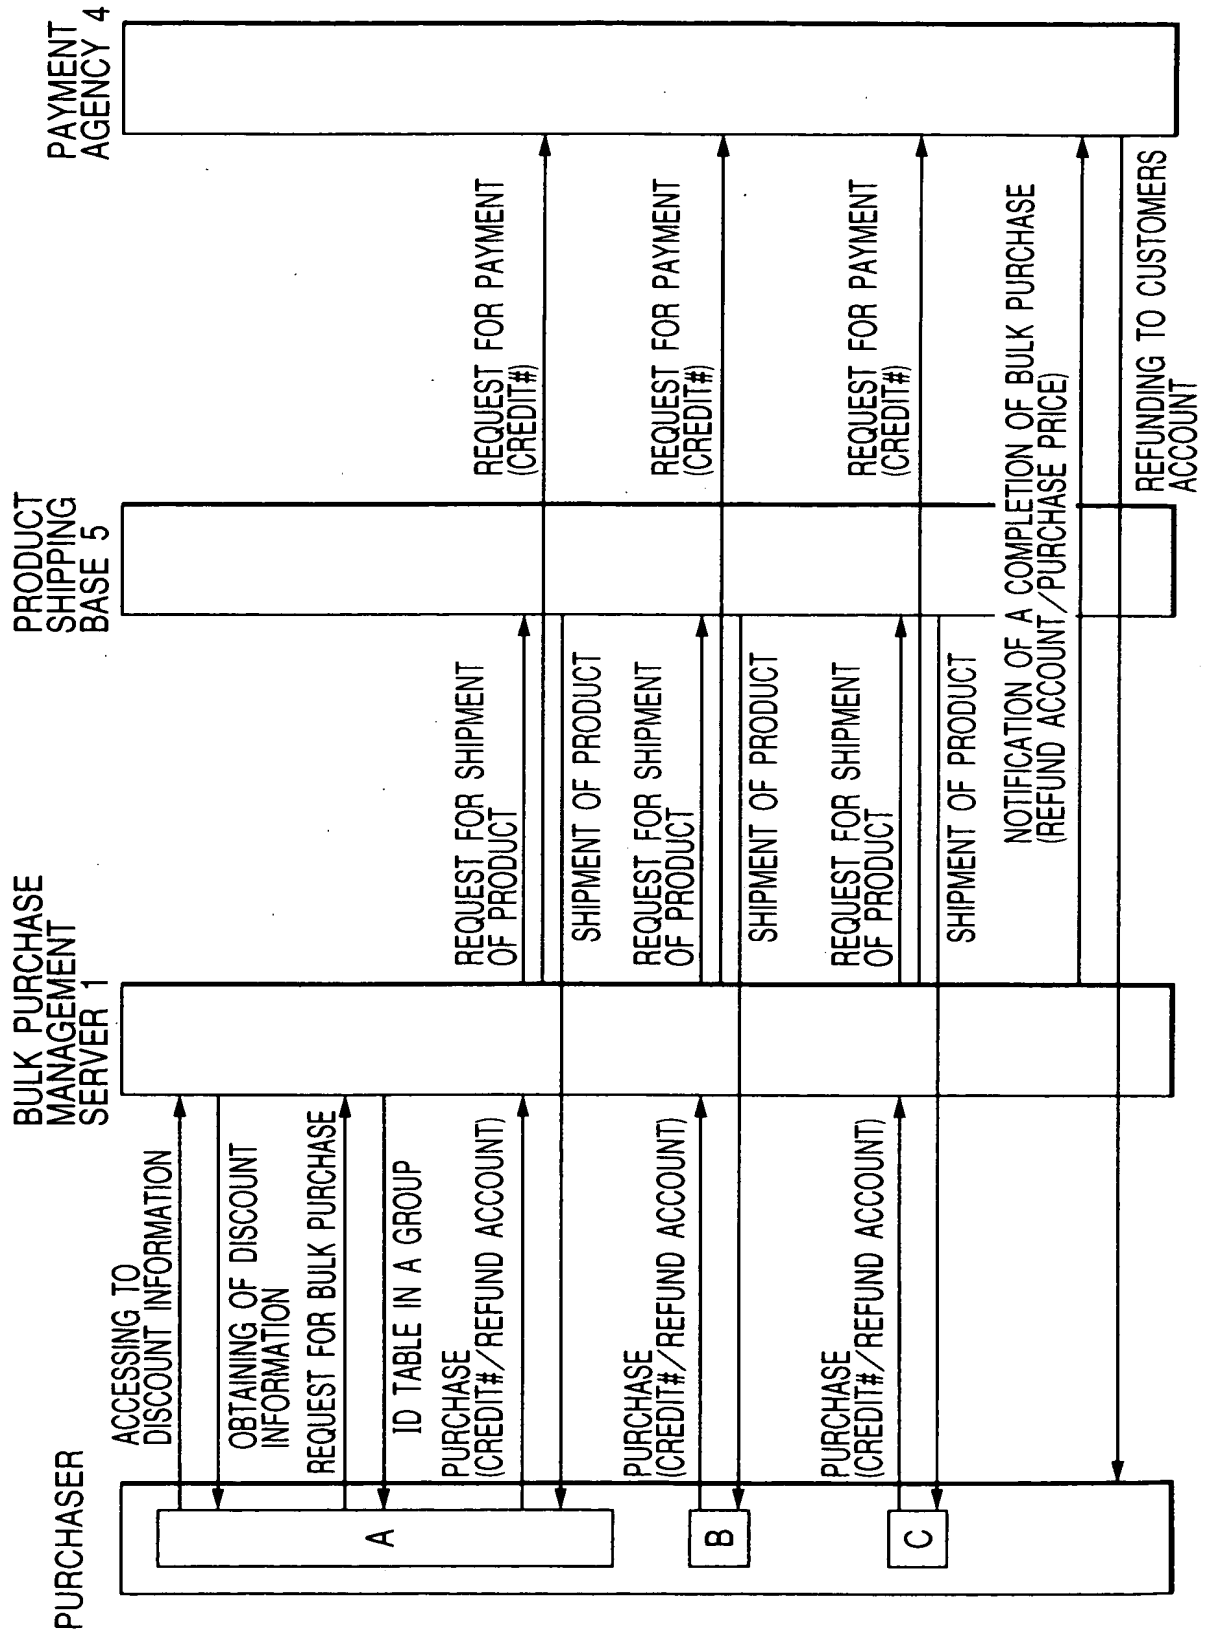 PURCHASER
BULK PURCHASE
MANAGEMENT
SERVER 1
PRODUCT
SHIPPING
BASE 5
PAYMENT
AGENCY 4
ACCESSING TO
DISCOUNT INFORMATION
OBTAINING OF DISCOUNT
INFORMATION
REQUEST FOR BULK PURCHASE
A
ID TABLE IN A GROUP
PURCHASE
(CREDIT#/REFUND ACCOUNT)
REQUEST FOR SHIPMENT
OF PRODUCT
REQUEST FOR PAYMENT
(CREDIT#)
SHIPMENT OF PRODUCT
PURCHASE
(CREDIT#/REFUND ACCOUNT)
REQUEST FOR SHIPMENT
OF PRODUCT
REQUEST FOR PAYMENT
(CREDIT#)
B
SHIPMENT OF PRODUCT
PURCHASE
(CREDIT#/REFUND ACCOUNT)
REQUEST FOR SHIPMENT
OF PRODUCT
REQUEST FOR PAYMENT
(CREDIT#)
C
SHIPMENT OF PRODUCT
NOTIFICATION OF A COMPLETION OF BULK PURCHASE
(REFUND ACCOUNT/PURCHASE PRICE)
REFUNDING TO CUSTOMERS
ACCOUNT